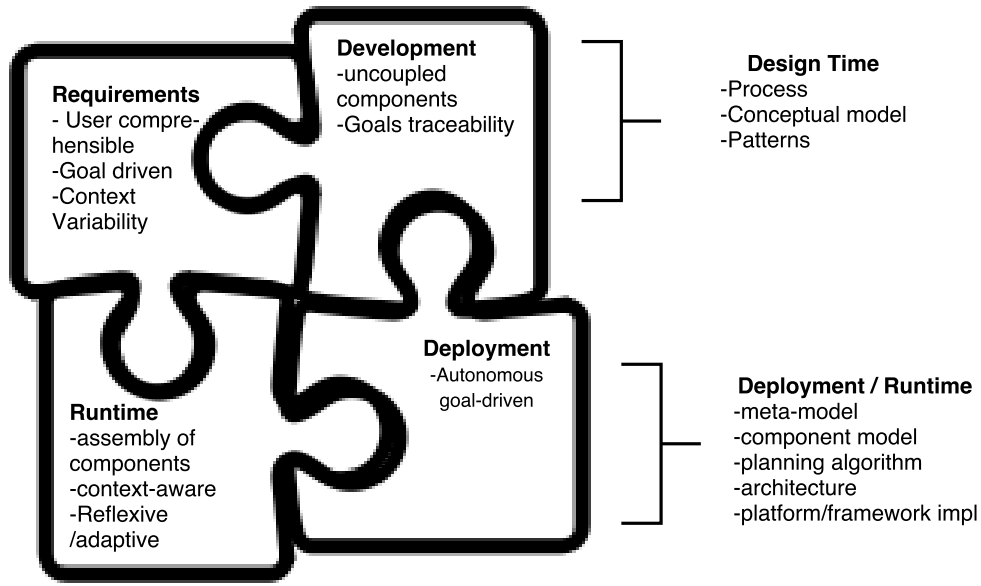 Requirements
- User compre-
hensible
-Goal driven
-Context
Variability
Development
-uncoupled
components
-Goals traceability
Design Time
-Process
-Conceptual model
-Patterns
Runtime
-assembly of
components
-context-aware
-Reflexive
/adaptive
Deployment
-Autonomous
goal-driven
Deployment / Runtime
-meta-model
-component model
-planning algorithm
-architecture
-platform/framework impl